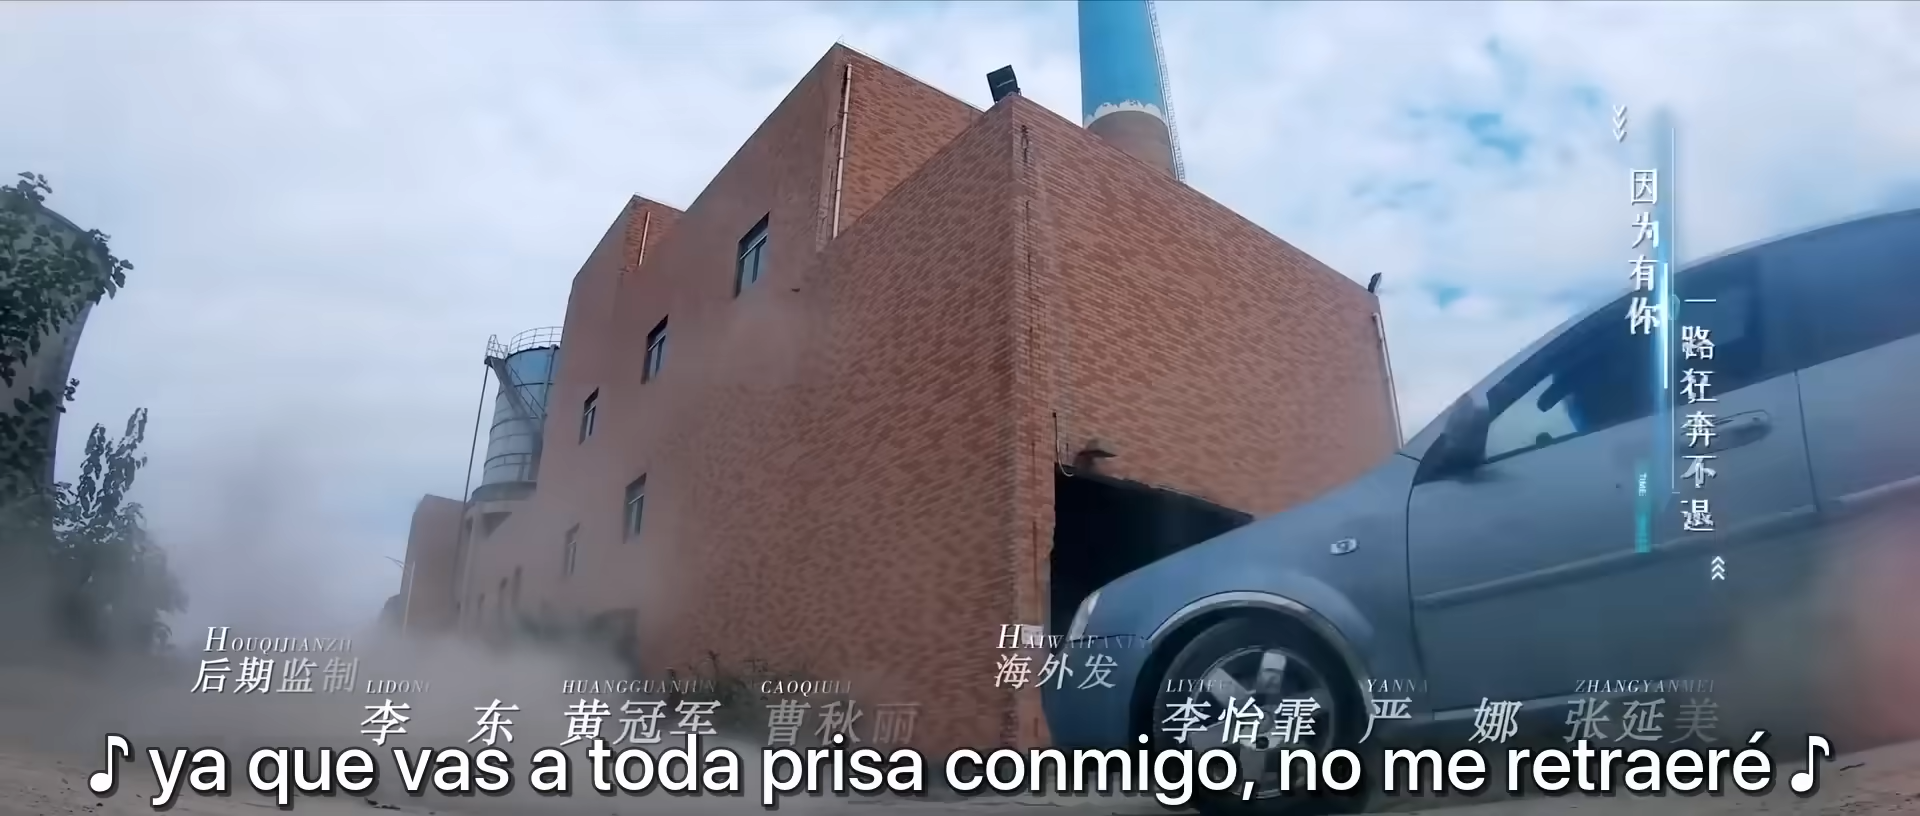 因为有你
一路狂奔不退
TIME
HOUQIJIANZHI
后期监制
LIDONG
李 东
HUANGGUANJUN
黄冠军
CAOQIULI
曹秋丽
海外发
LIYIFEI
李怡霏
YANNA
严 娜
ZHANGYANMEI
张延美
♪ ya que vas a toda prisa conmigo, no me retraeré ♪